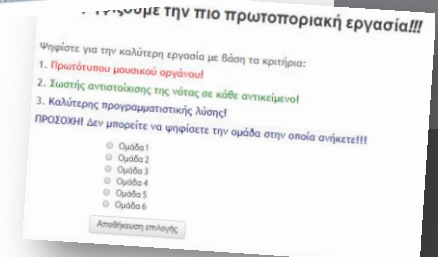 την πιο πρωτοποριακή εργασία!!!
Ψηφίστε για την καλύτερη εργασία με βάση τα κριτήρια:
1. Πρωτότυπου μουσικού οργάνου!
2. Σωστής αντιστοίχισης της νότας σε κάθε αντικείμενο!
3. Καλύτερης προγραμματιστικής λύσης!
ΠΡΟΣΟΧΗ! Δεν μπορείτε να ψηφίσετε την ομάδα στην οποία ανήκετε!!!
Ομάδα 1
Ομάδα 2
Ομάδα 3
Ομάδα 4
Ομάδα 5
Ομάδα 6
Αποθήκευση επιλογής